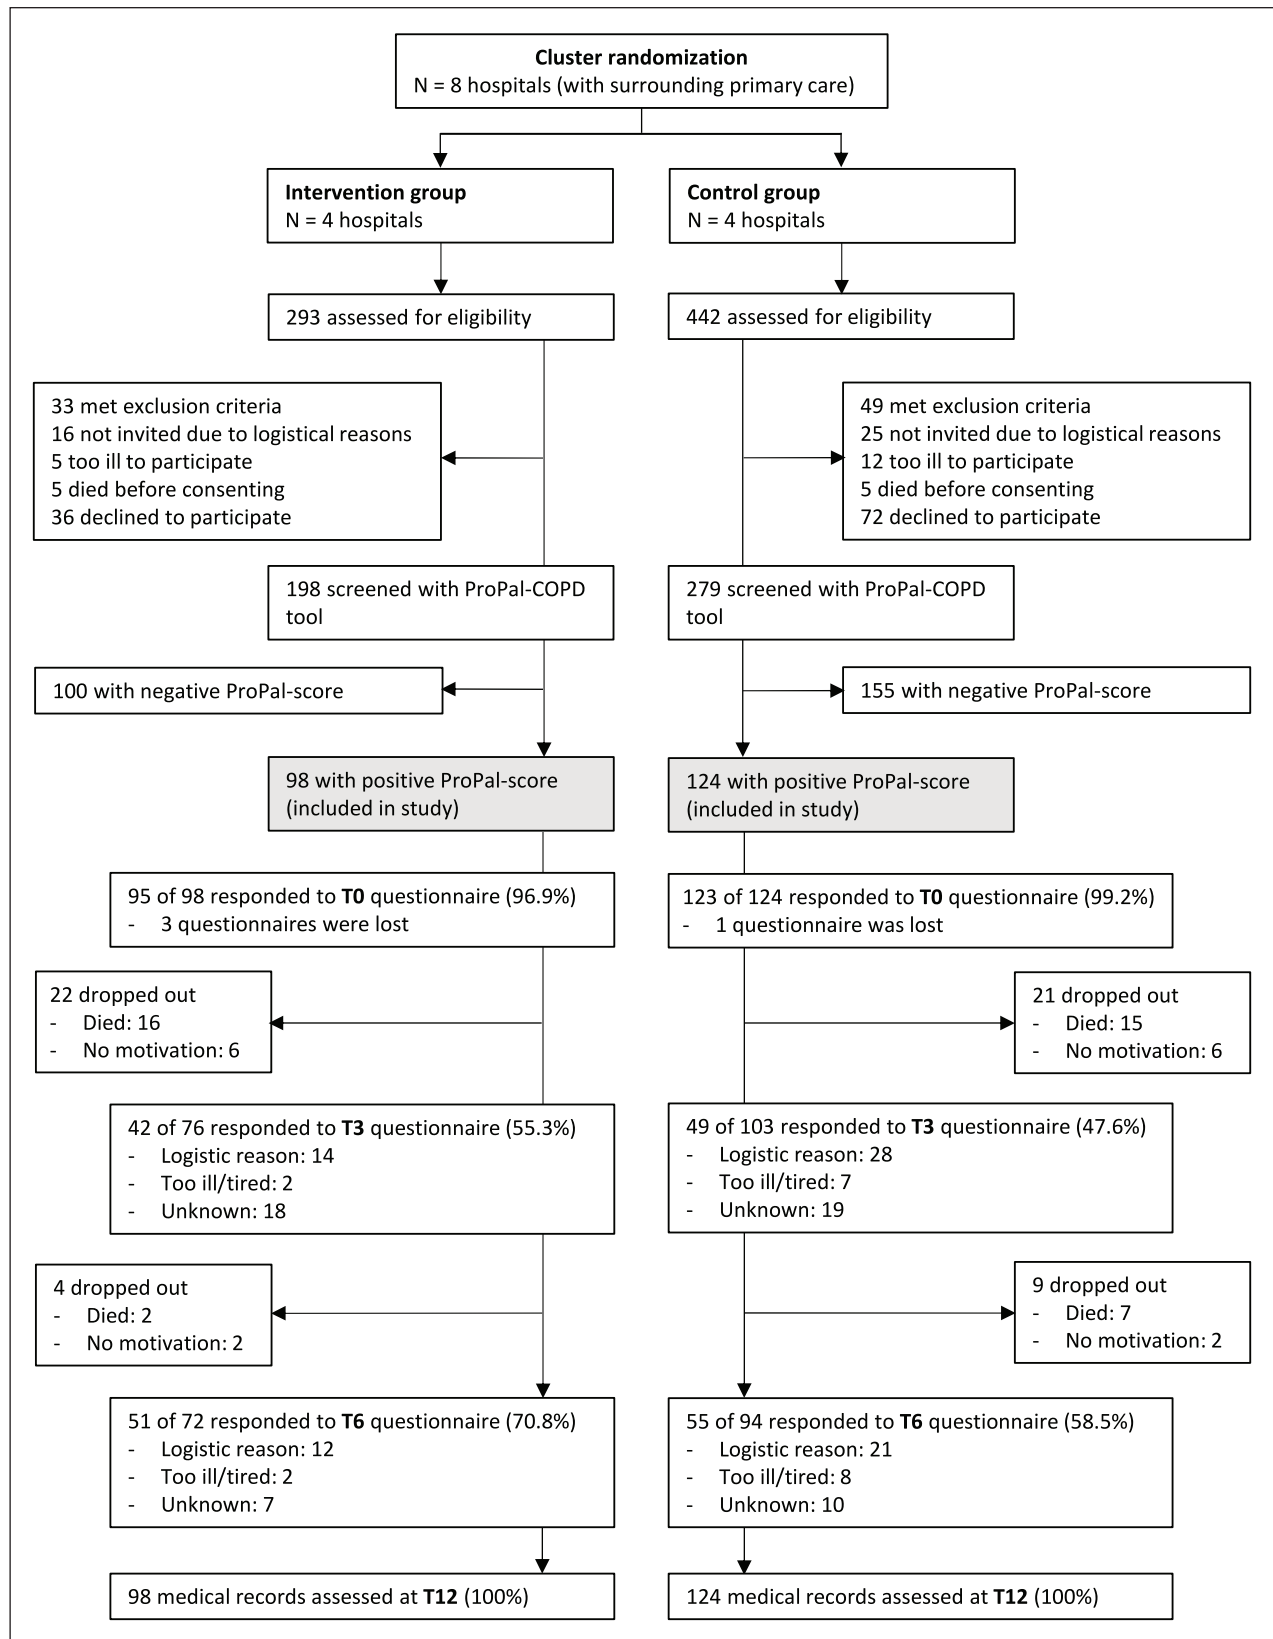 Cluster randomization
N = 8 hospitals (with surrounding primary care)
Intervention group
N = 4 hospitals
Control group
N = 4 hospitals
293 assessed for eligibility
442 assessed for eligibility
33 met exclusion criteria
16 not invited due to logistical reasons
5 too ill to participate
5 died before consenting
36 declined to participate
49 met exclusion criteria
25 not invited due to logistical reasons
12 too ill to participate
5 died before consenting
72 declined to participate
198 screened with ProPal-COPD
tool
279 screened with ProPal-COPD
tool
100 with negative ProPal-score
155 with negative ProPal-score
98 with positive ProPal-score
(included in study)
124 with positive ProPal-score
(included in study)
95 of 98 responded to T0 questionnaire (96.9%)
- 3 questionnaires were lost
123 of 124 responded to T0 questionnaire (99.2%)
- 1 questionnaire was lost
22 dropped out
- Died: 16
- No motivation: 6
21 dropped out
- Died: 15
- No motivation: 6
42 of 76 responded to T3 questionnaire (55.3%)
- Logistic reason: 14
- Too ill/tired: 2
- Unknown: 18
49 of 103 responded to T3 questionnaire (47.6%)
- Logistic reason: 28
- Too ill/tired: 7
- Unknown: 19
4 dropped out
- Died: 2
- No motivation: 2
9 dropped out
- Died: 7
- No motivation: 2
51 of 72 responded to T6 questionnaire (70.8%)
- Logistic reason: 12
- Too ill/tired: 2
- Unknown: 7
55 of 94 responded to T6 questionnaire (58.5%)
- Logistic reason: 21
- Too ill/tired: 8
- Unknown: 10
98 medical records assessed at T12 (100%)
124 medical records assessed at T12 (100%)